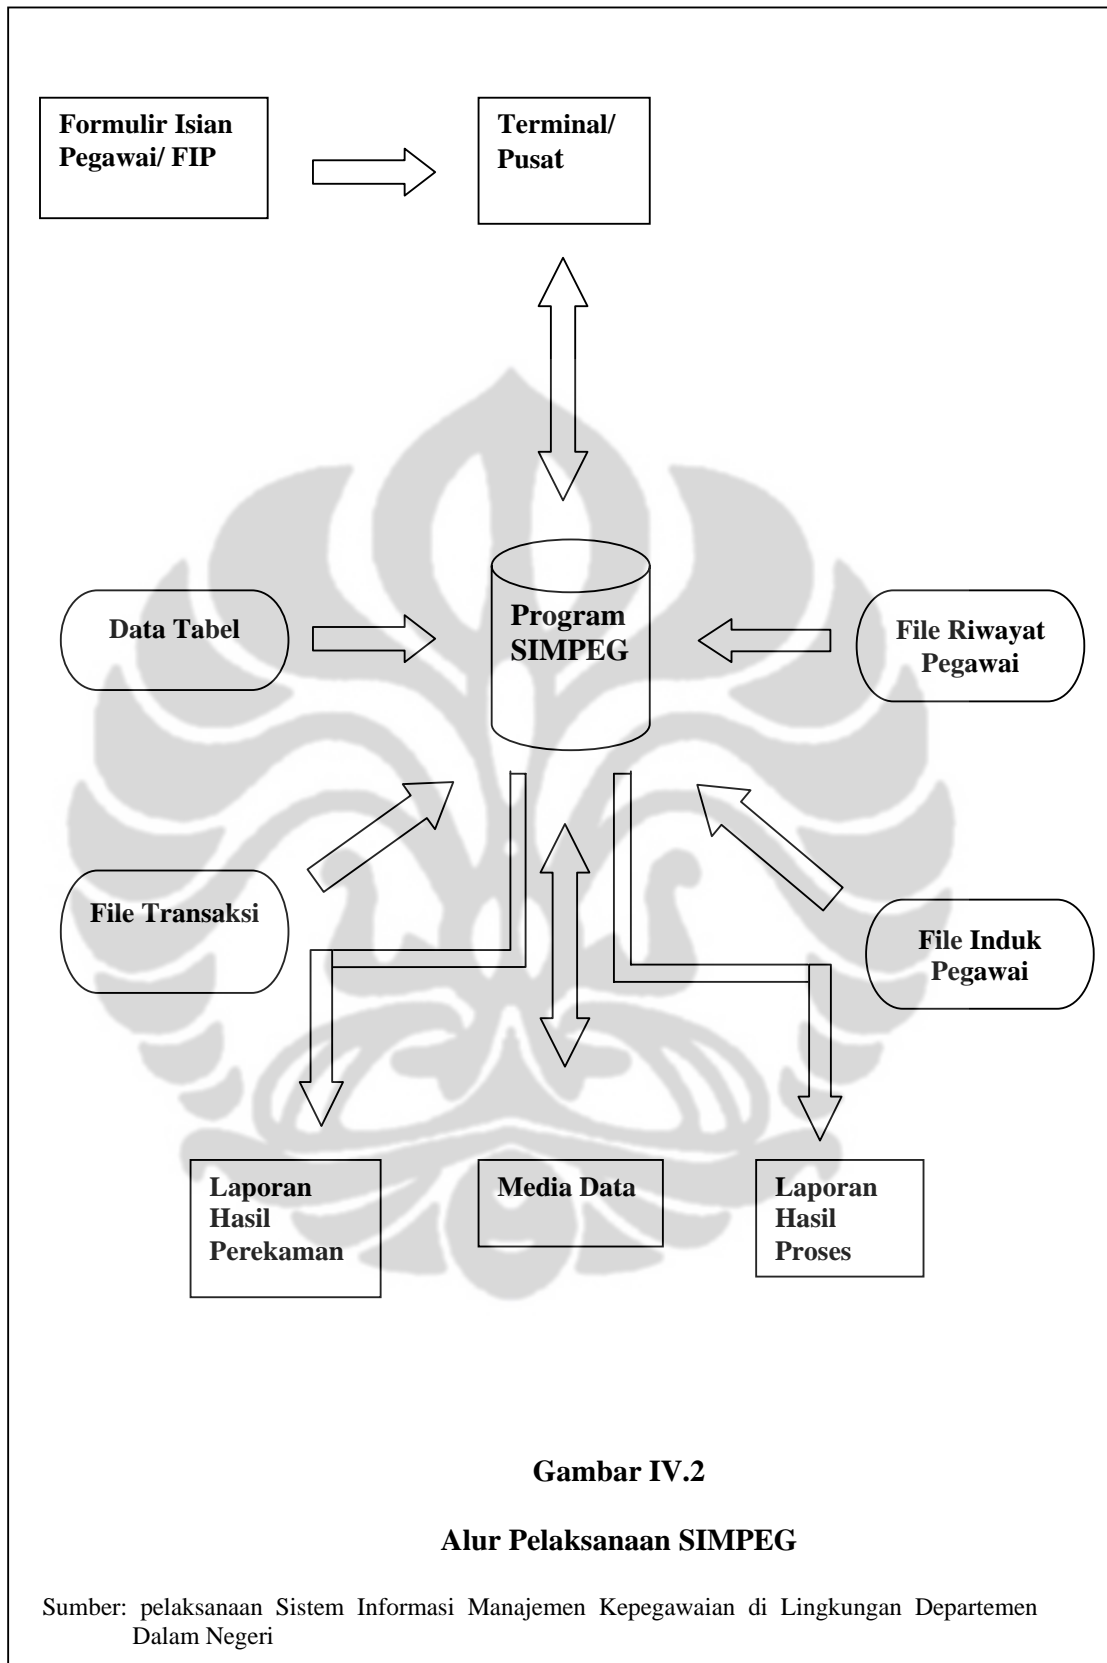 Formulir Isian
Pegawai/ FIP
Terminal/
Pusat
Data Tabel
Program
SIMPEG
File Riwayat
Pegawai
File Transaksi
File Induk
Pegawai
Laporan
Hasil
Perekaman
Media Data
Laporan
Hasil
Proses
Gambar IV.2
Alur Pelaksanaan SIMPEG
Sumber: pelaksanaan Sistem Informasi Manajemen Kepegawaian di Lingkungan Departemen
Dalam Negeri